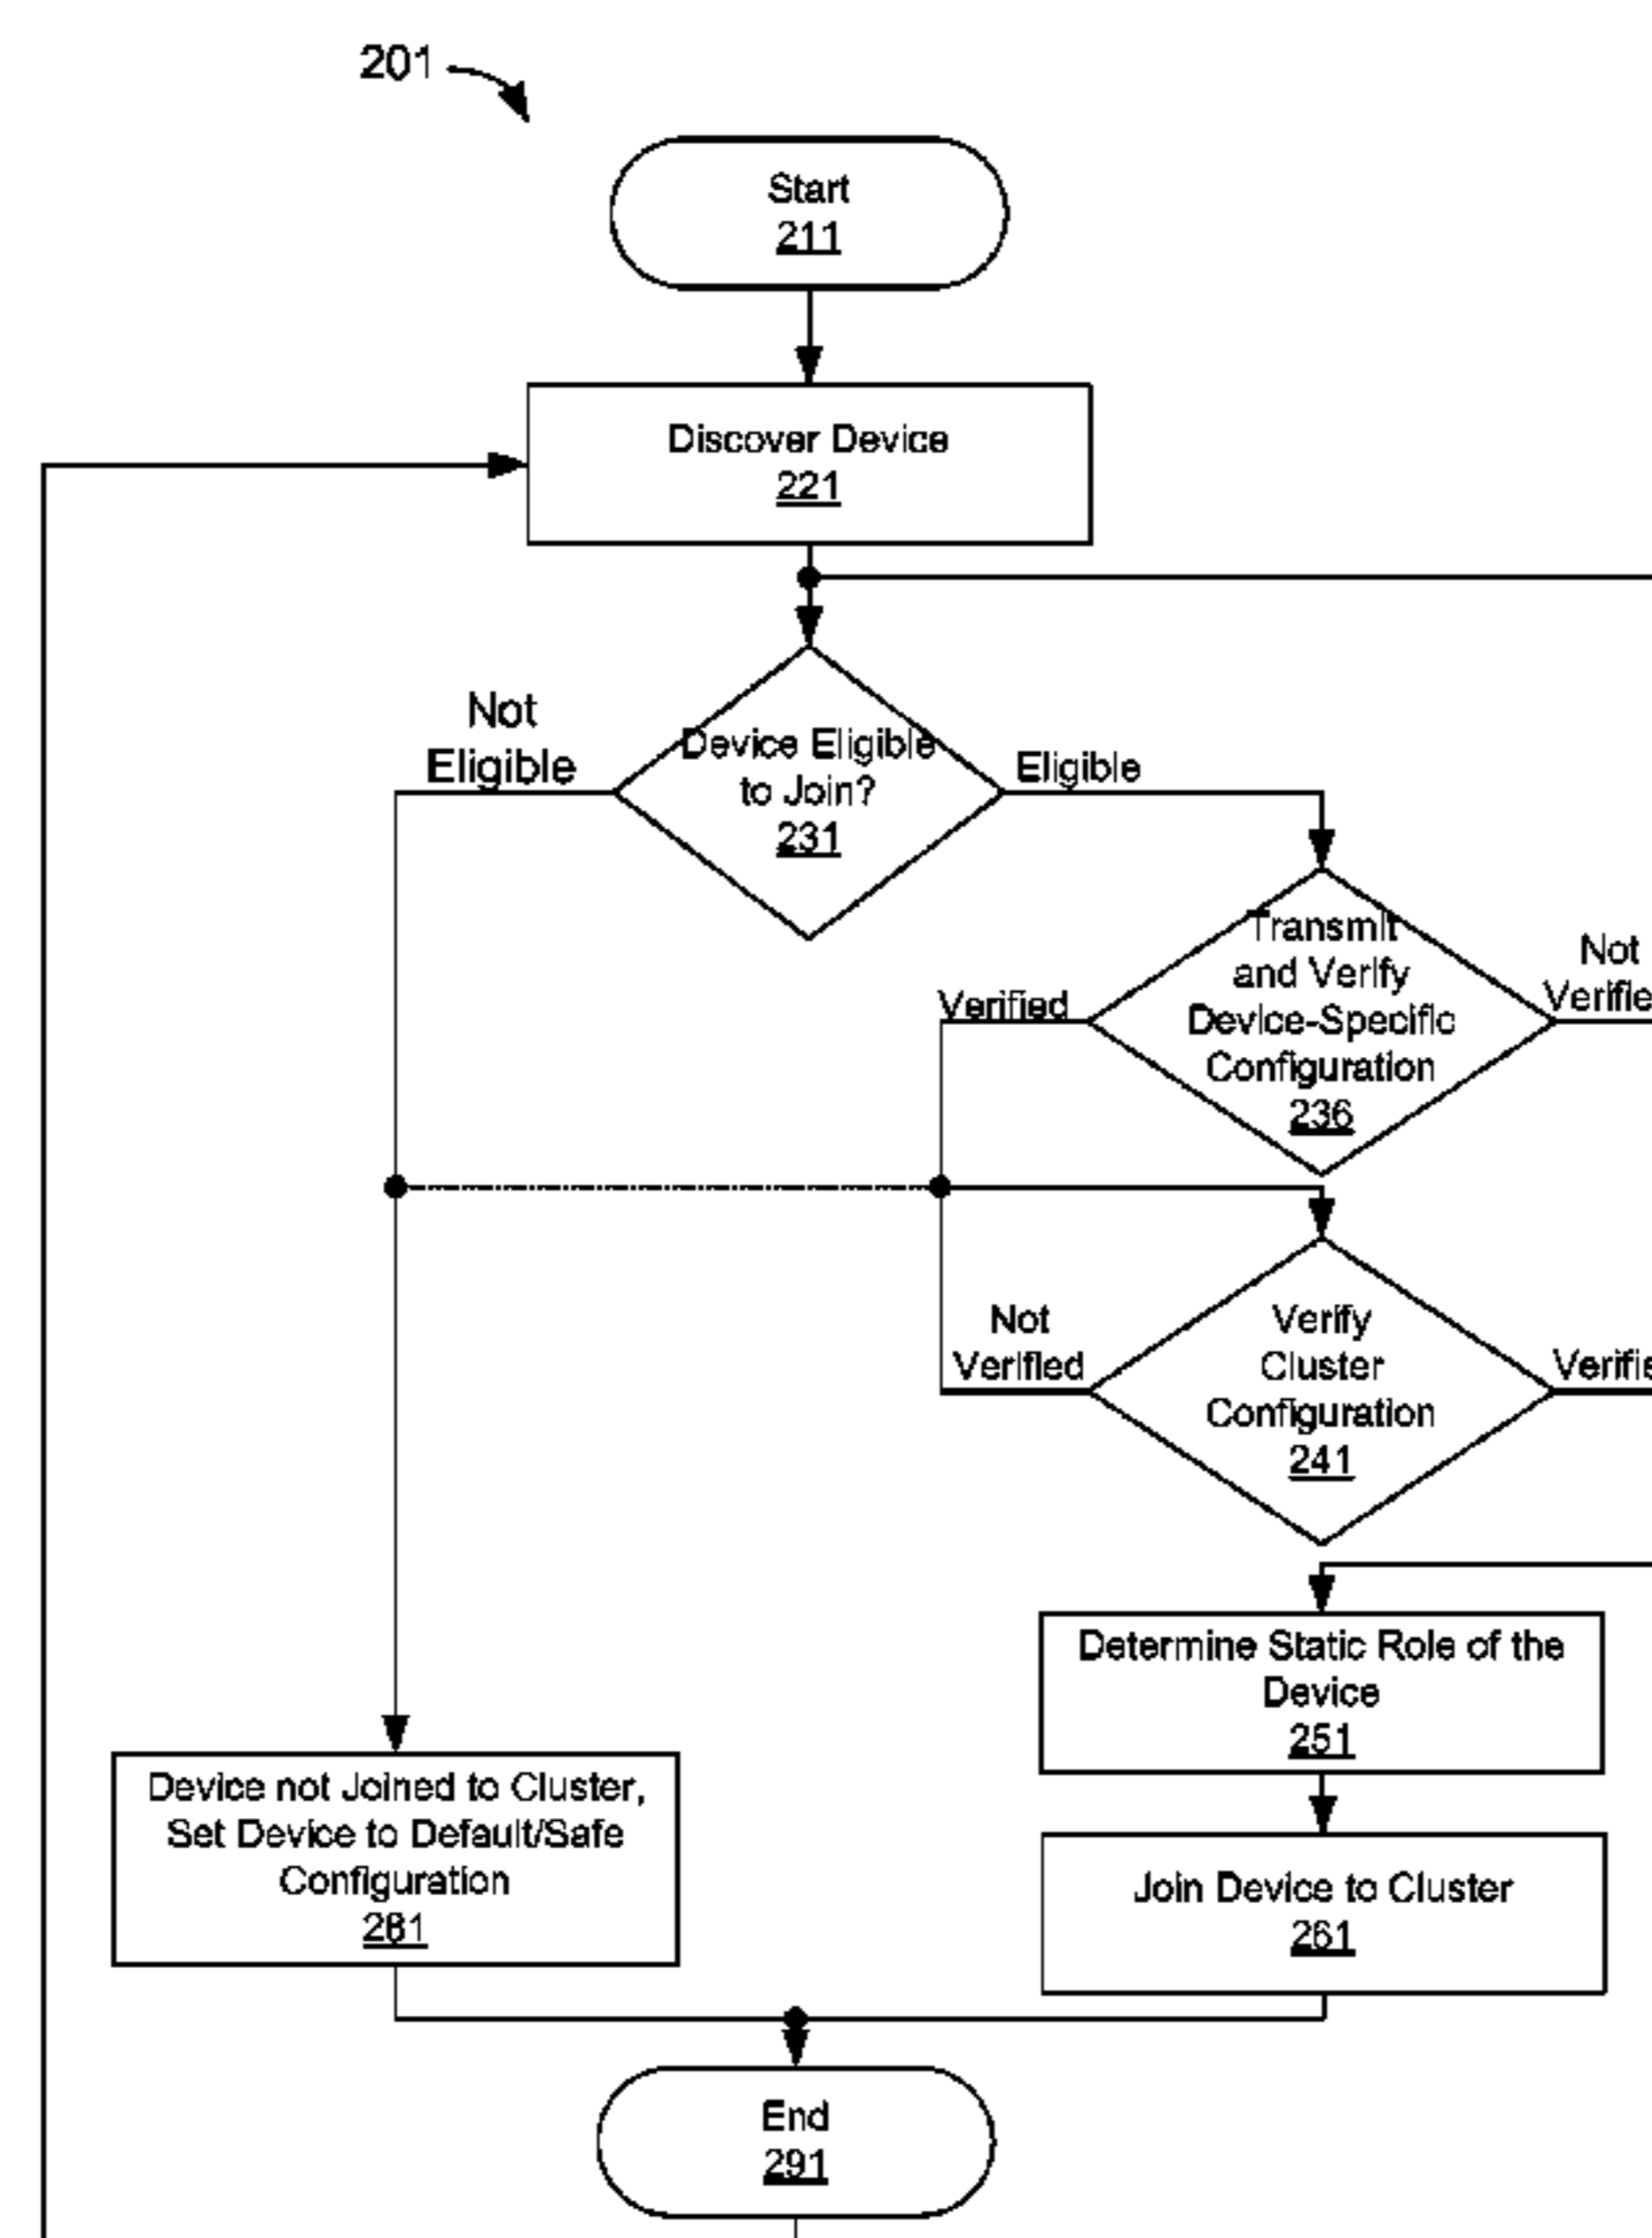 201
Start
211
Discover Device
221
Not
Eligible
Device Eligible
to Join?
231
Eligible
Transmit
and Verify
Device-Specific
Configuration
236
Verified
Not
Verifie
Not
Verified
Verify
Cluster
Configuration
241
Verifie
Determine Static Role of the
Device
251
Device not Joined to Cluster,
Set Device to Default/Safe
Configuration
281
Join Device to Cluster
261
End
291